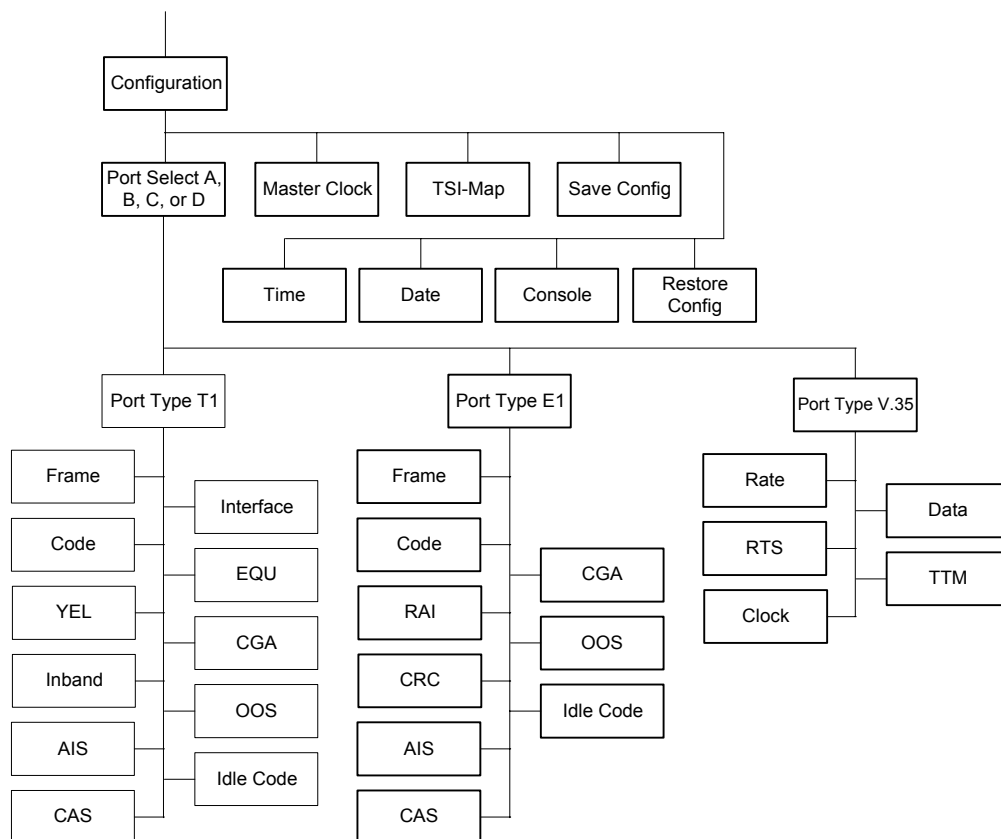 Configuration
Port Select A,
B, C, or D
Master Clock
TSI-Map
Save Config
Time
Date
Console
Restore
Config
Port Type T1
Port Type E1
Port Type V.35
Frame
Interface
Code
EQU
YEL
CGA
Inband
OOS
AIS
Idle Code
CAS
Frame
Code
CGA
RAI
OOS
CRC
Idle Code
AIS
CAS
Rate
Data
RTS
TTM
Clock